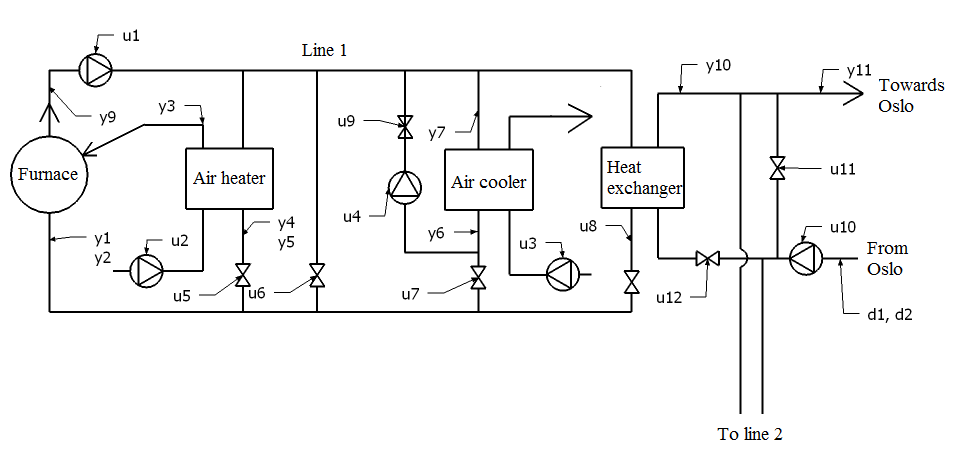 u1
Line 1
y10
y11
Towards
Oslo
y9
y3
u9
y7
Furnace
Air heater
Air cooler
Heat
exchanger
u11
u4
y4
y5
y6
u8
u3
u10
y1
y2
u2
From
Oslo
u5
u6
u7
u12
d1, d2
To line 2